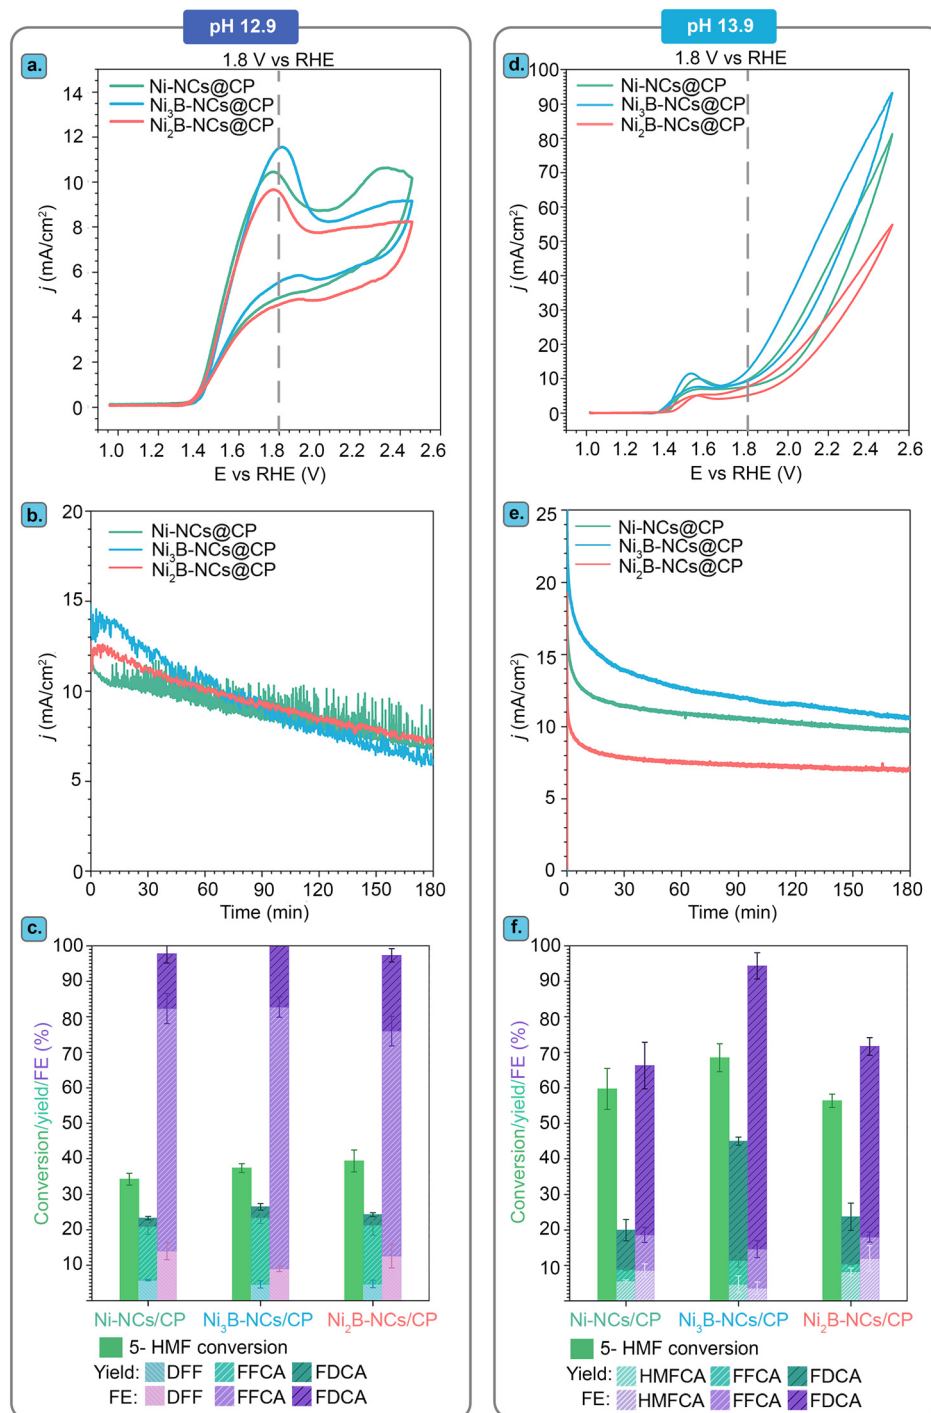 pH 12.9
a.
1.8 V vs RHE
Ni-NCs@CP
Ni3B-NCs@CP
Ni2B-NCs@CP
j (mA/cm²)
14
12
10
8
6
4
2
0
1.0 1.2 1.4 1.6 1.8 2.0 2.2 2.4 2.6
E vs RHE (V)
b.
Ni-NCs@CP
Ni3B-NCs@CP
Ni2B-NCs@CP
j (mA/cm²)
20
15
10
5
0
0 30 60 90 120 150 180
Time (min)
c.
Conversion/yield/FE (%)
100
90
80
70
60
50
40
30
20
10
Ni-NCs/CP Ni3B-NCs/CP Ni2B-NCs/CP
5- HMF conversion
Yield: DFF FFCA FDCA
FE: DFF FFCA FDCA
pH 13.9
d.
1.8 V vs RHE
Ni-NCs@CP
Ni3B-NCs@CP
Ni2B-NCs@CP
j (mA/cm²)
100
90
80
70
60
50
40
30
20
10
0
1.0 1.2 1.4 1.6 1.8 2.0 2.2 2.4 2.6
E vs RHE (V)
e.
Ni-NCs@CP
Ni3B-NCs@CP
Ni2B-NCs@CP
j (mA/cm²)
25
20
15
10
5
0
0 30 60 90 120 150 180
Time (min)
f.
Conversion/yield/FE (%)
100
90
80
70
60
50
40
30
20
10
Ni-NCs/CP Ni3B-NCs/CP Ni2B-NCs/CP
5- HMF conversion
Yield: HMFCA FFCA FDCA
FE: HMFCA FFCA FDCA